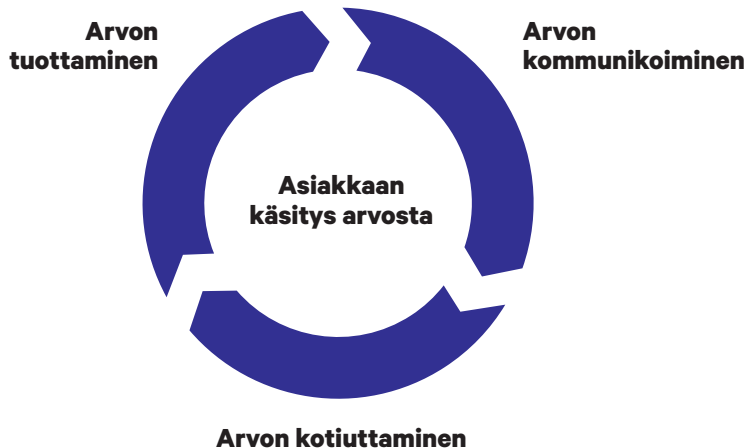 Arvon
tuottaminen
Arvon
kommunikoiminen
Asiakkaan
käsitys arvosta
Arvon kotiuttaminen